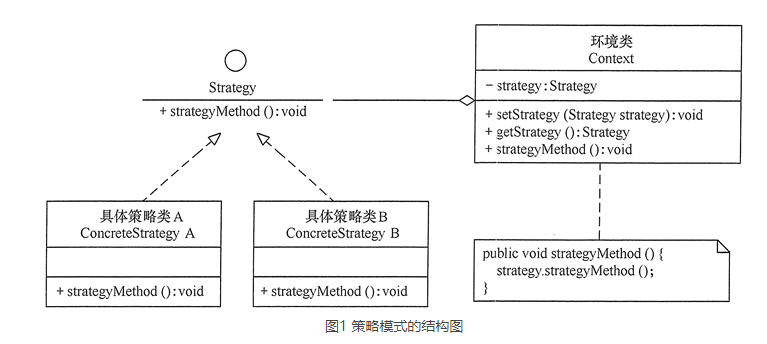 Strategy
+ strategyMethod ( ) : void
环境类
Context
- strategy : Strategy
+ setStrategy (Strategy strategy) : void
+ getStrategy ( ) : Strategy
+ strategyMethod ( ) : void
具体策略类A
ConcreteStrategy A
+ strategyMethod ( ) : void
具体策略类B
ConcreteStrategy B
+ strategyMethod ( ) : void
public void strategyMethod ( ) {
strategy.strategyMethod ( );
}
图1 策略模式的结构图